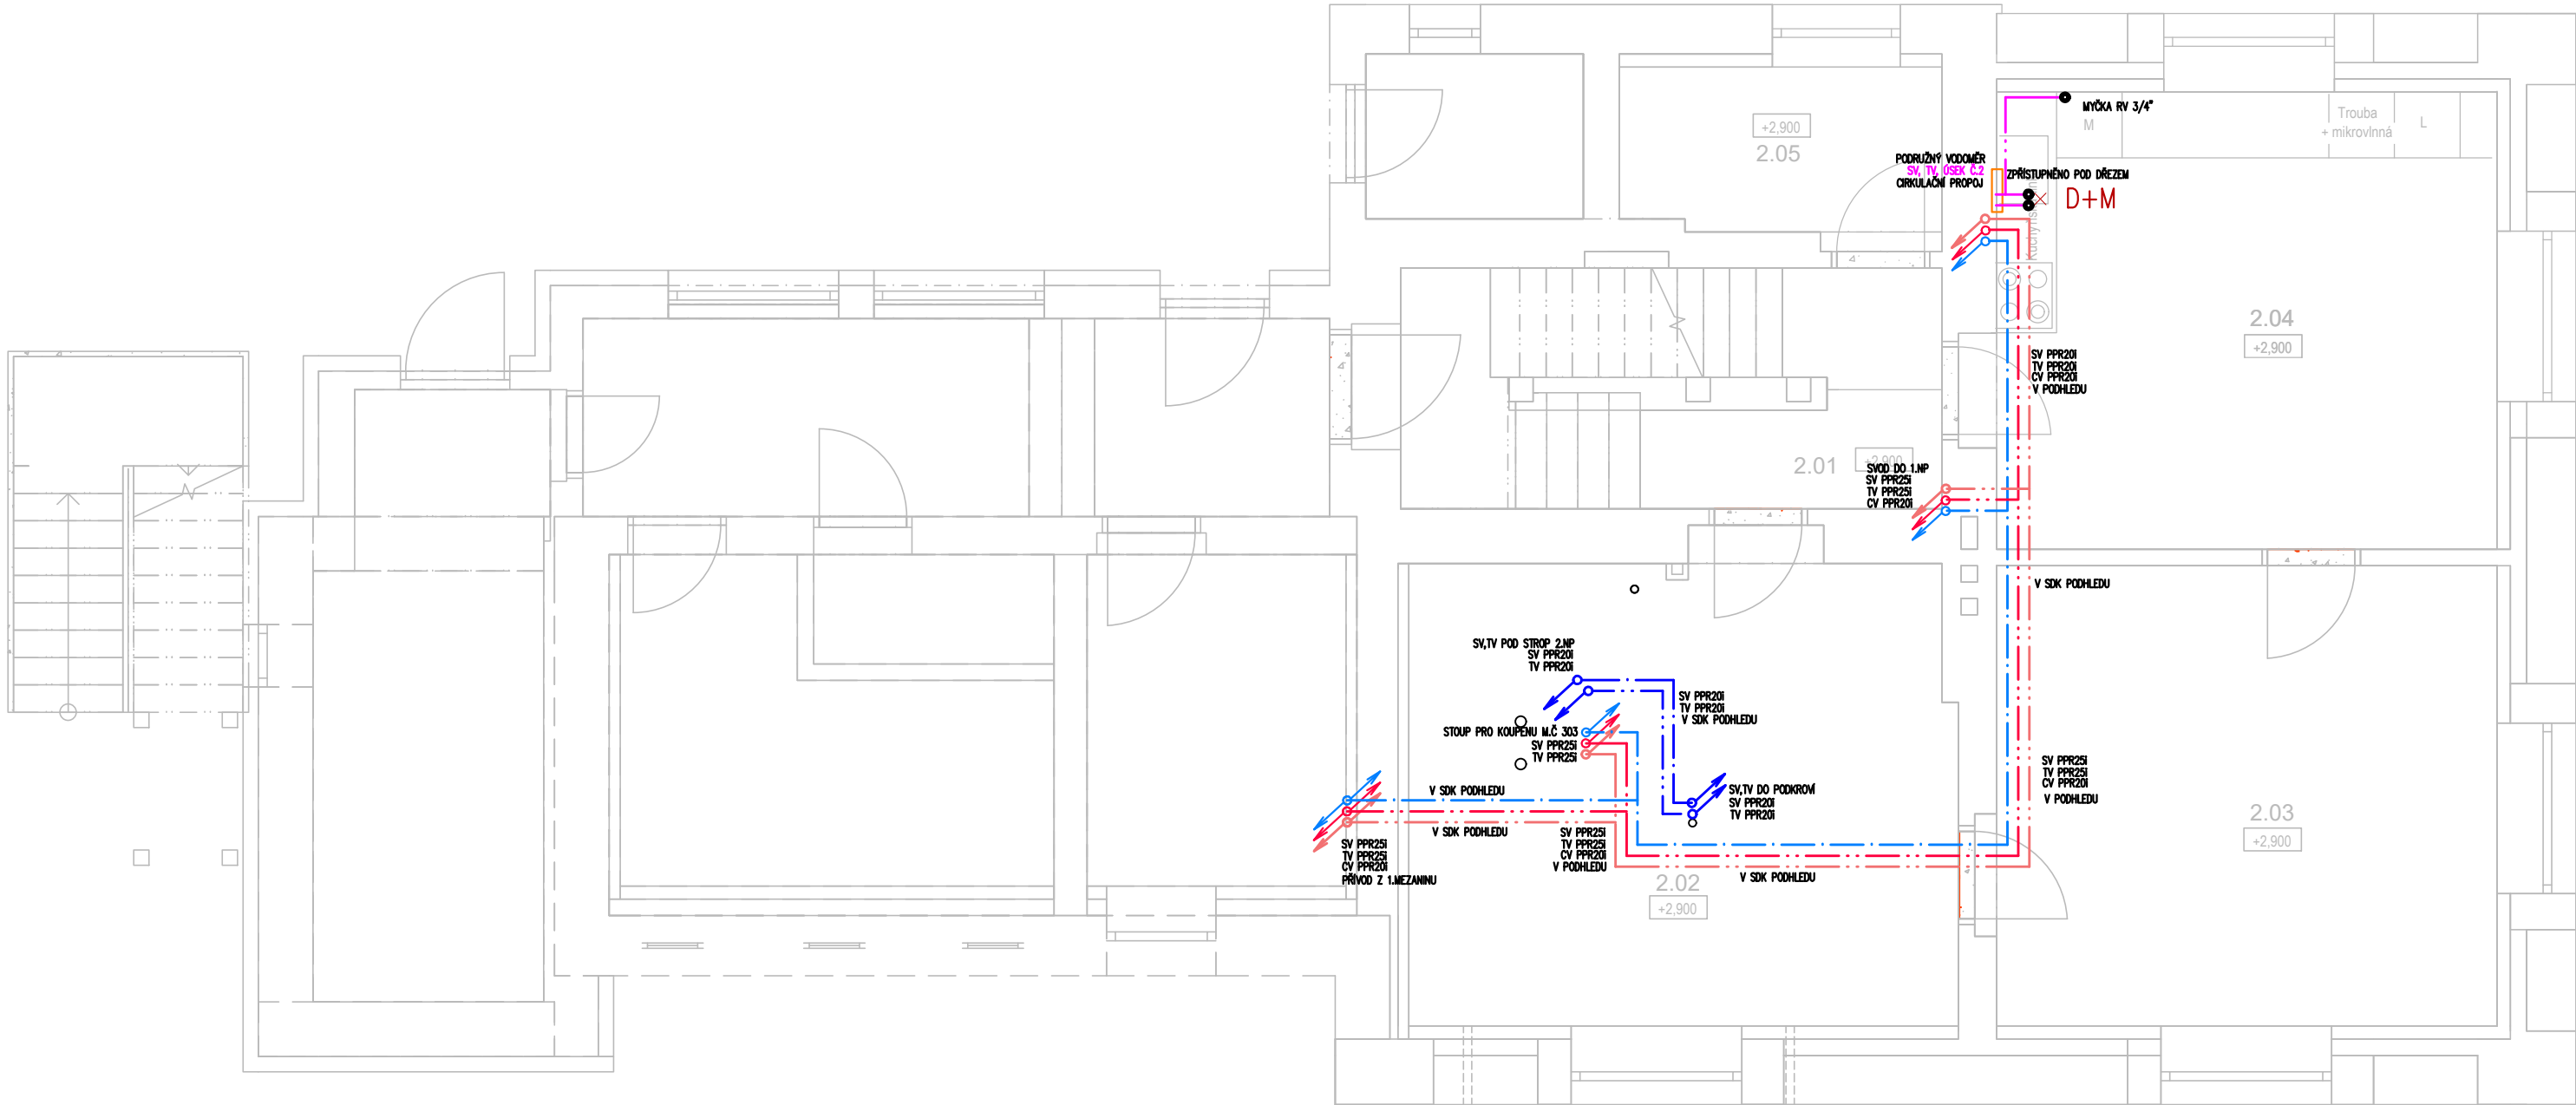 MYČKA RV 3/4"
M
Trouba
+ mikrovlnná
L
+2,900
2.05
PODRUŽNÝ VODOMĚR
SV, TV, ÚSEK Č.2
CIRKULAČNÍ PROPOJ
ZPŘÍSTUPNĚNO POD DŘEZEM
D+M
2.04
+2,900
SV PPR20i
TV PPR20i
CV PPR20i
V PODHLEDU
2.01
+2,900
SVOD DO 1.NP
SV PPR25i
TV PPR25i
CV PPR20i
V SDK PODHLEDU
SV,TV POD STROP 2.NP
SV PPR20i
TV PPR20i
SV PPR20i
TV PPR20i
V SDK PODHLEDU
STOUP PRO KOUPENU M.Č 303
SV PPR25i
TV PPR25i
SV PPR25i
TV PPR25i
CV PPR20i
V PODHLEDU
V SDK PODHLEDU
SV,TV DO PODKROVÍ
SV PPR20i
TV PPR20i
2.03
+2,900
V SDK PODHLEDU
SV PPR25i
TV PPR25i
CV PPR20i
V PODHLEDU
SV PPR25i
TV PPR25i
CV PPR20i
PŘÍVOD Z 1.MEZANINU
V SDK PODHLEDU
2.02
+2,900